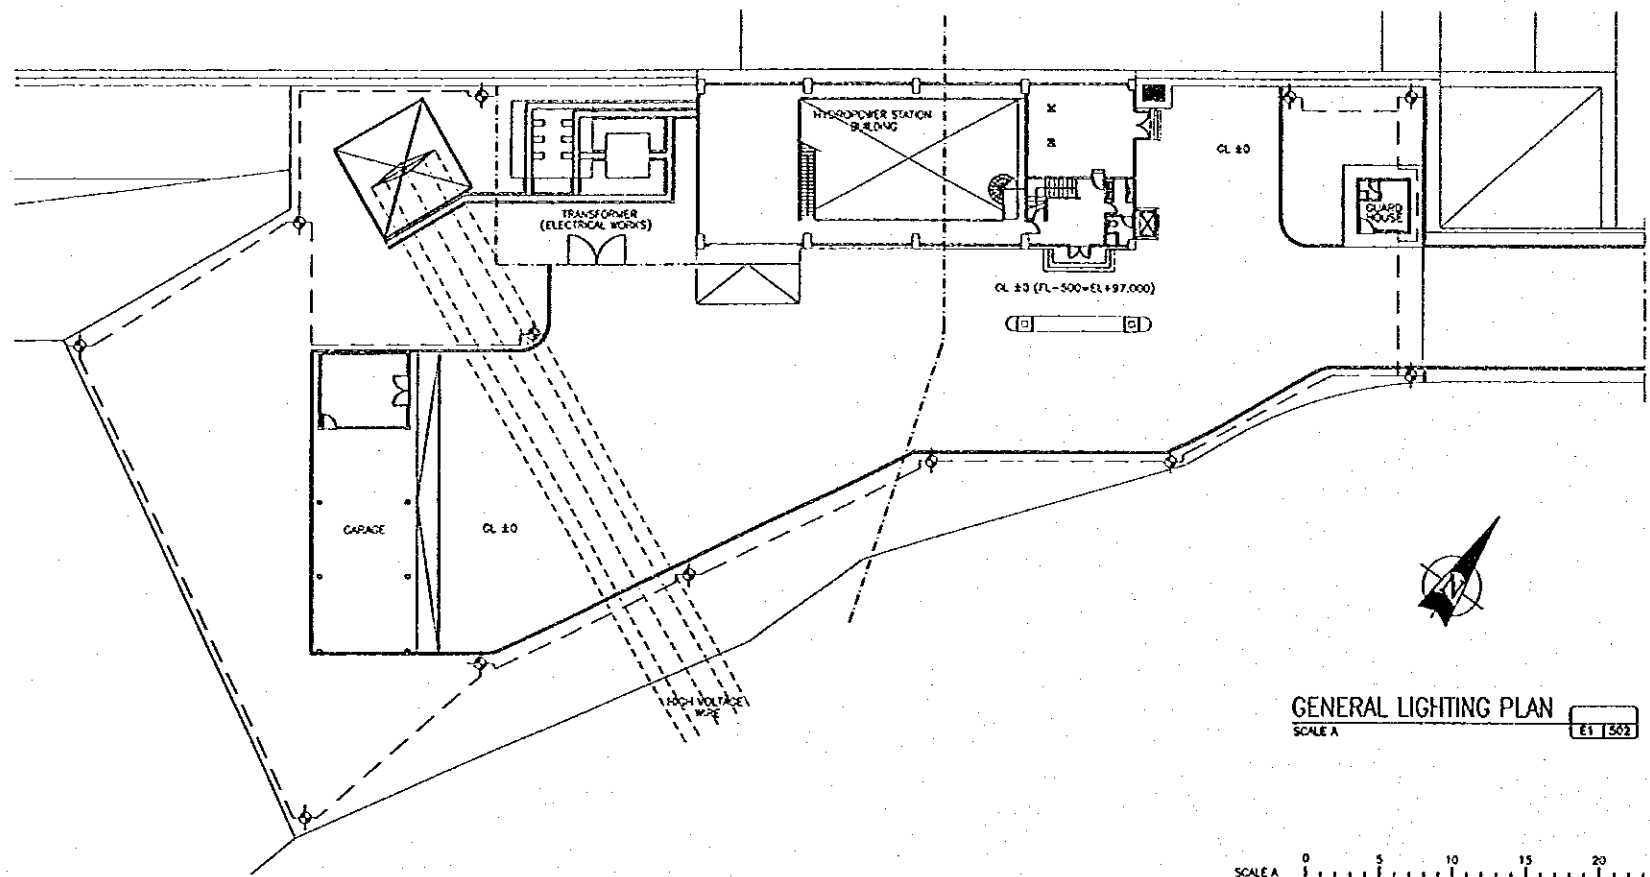 HYDROPOWER STATION
BUILDING
GL ±0
GUARD
HOUSE
TRANSFORMER
(ELECTRICAL WORKS)
GL ±0 (FL-500=EL+97,000)
GARAGE
GL ±0
N
HIGH VOLTAGE
WIRE
GENERAL LIGHTING PLAN
SCALE A
E1 502
SCALE A 0 5 10 15 20